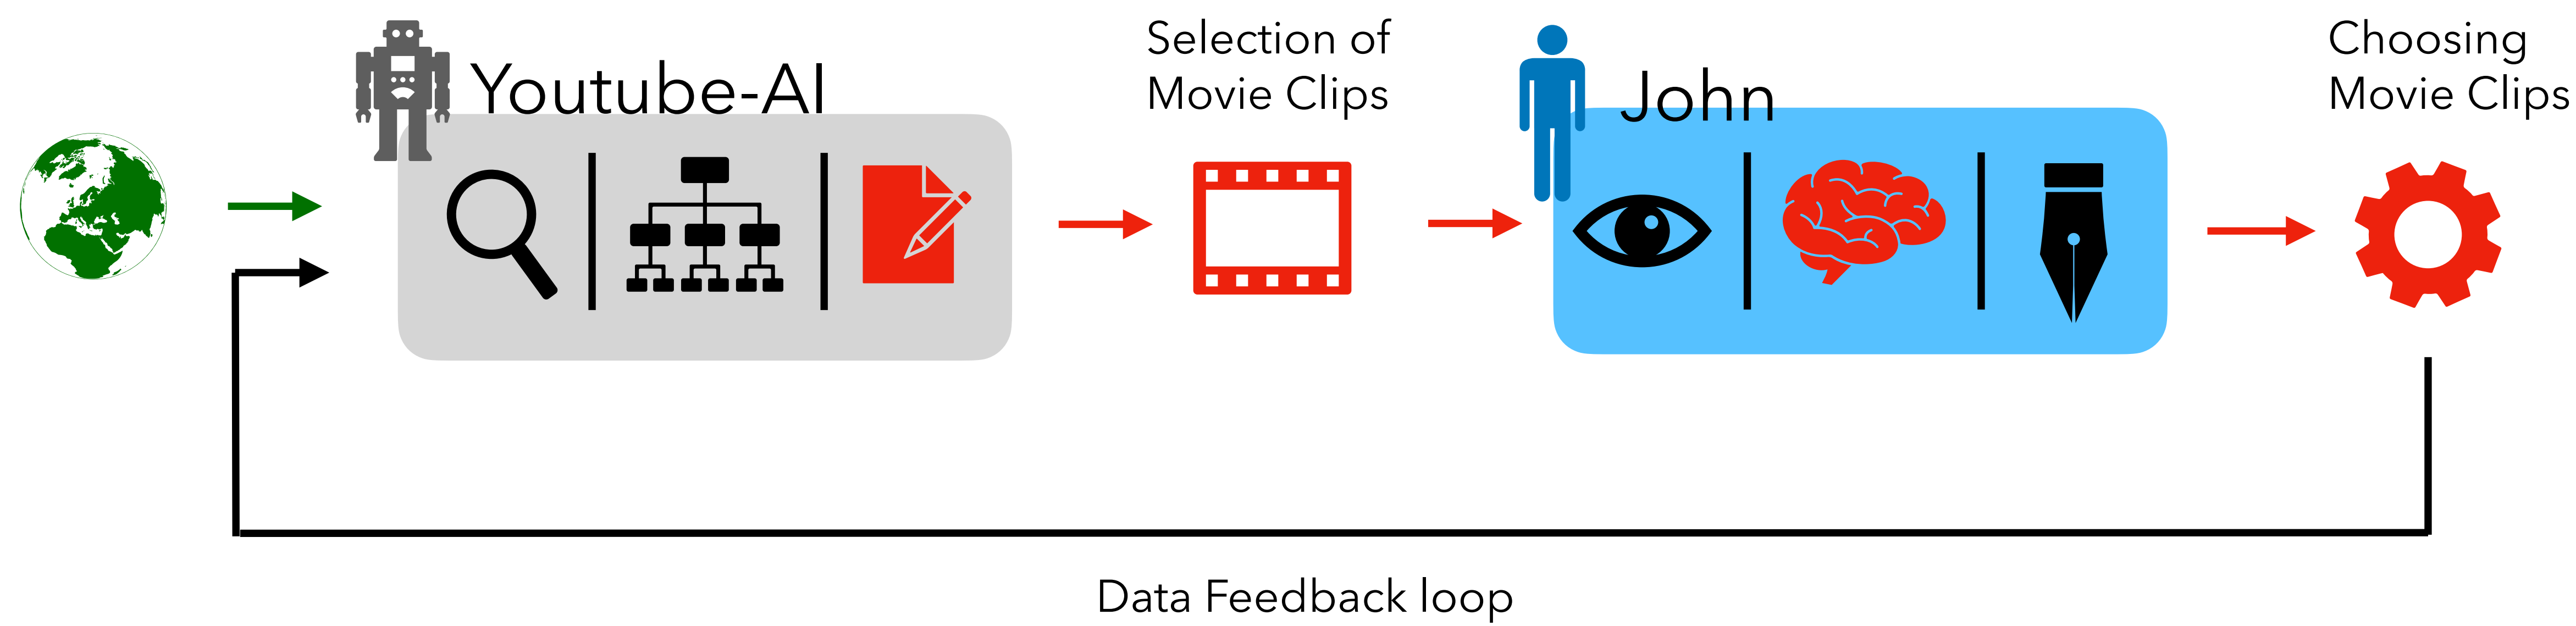 Youtube-AI
Selection of
Movie Clips
John
Choosing
Movie Clips
Data Feedback loop